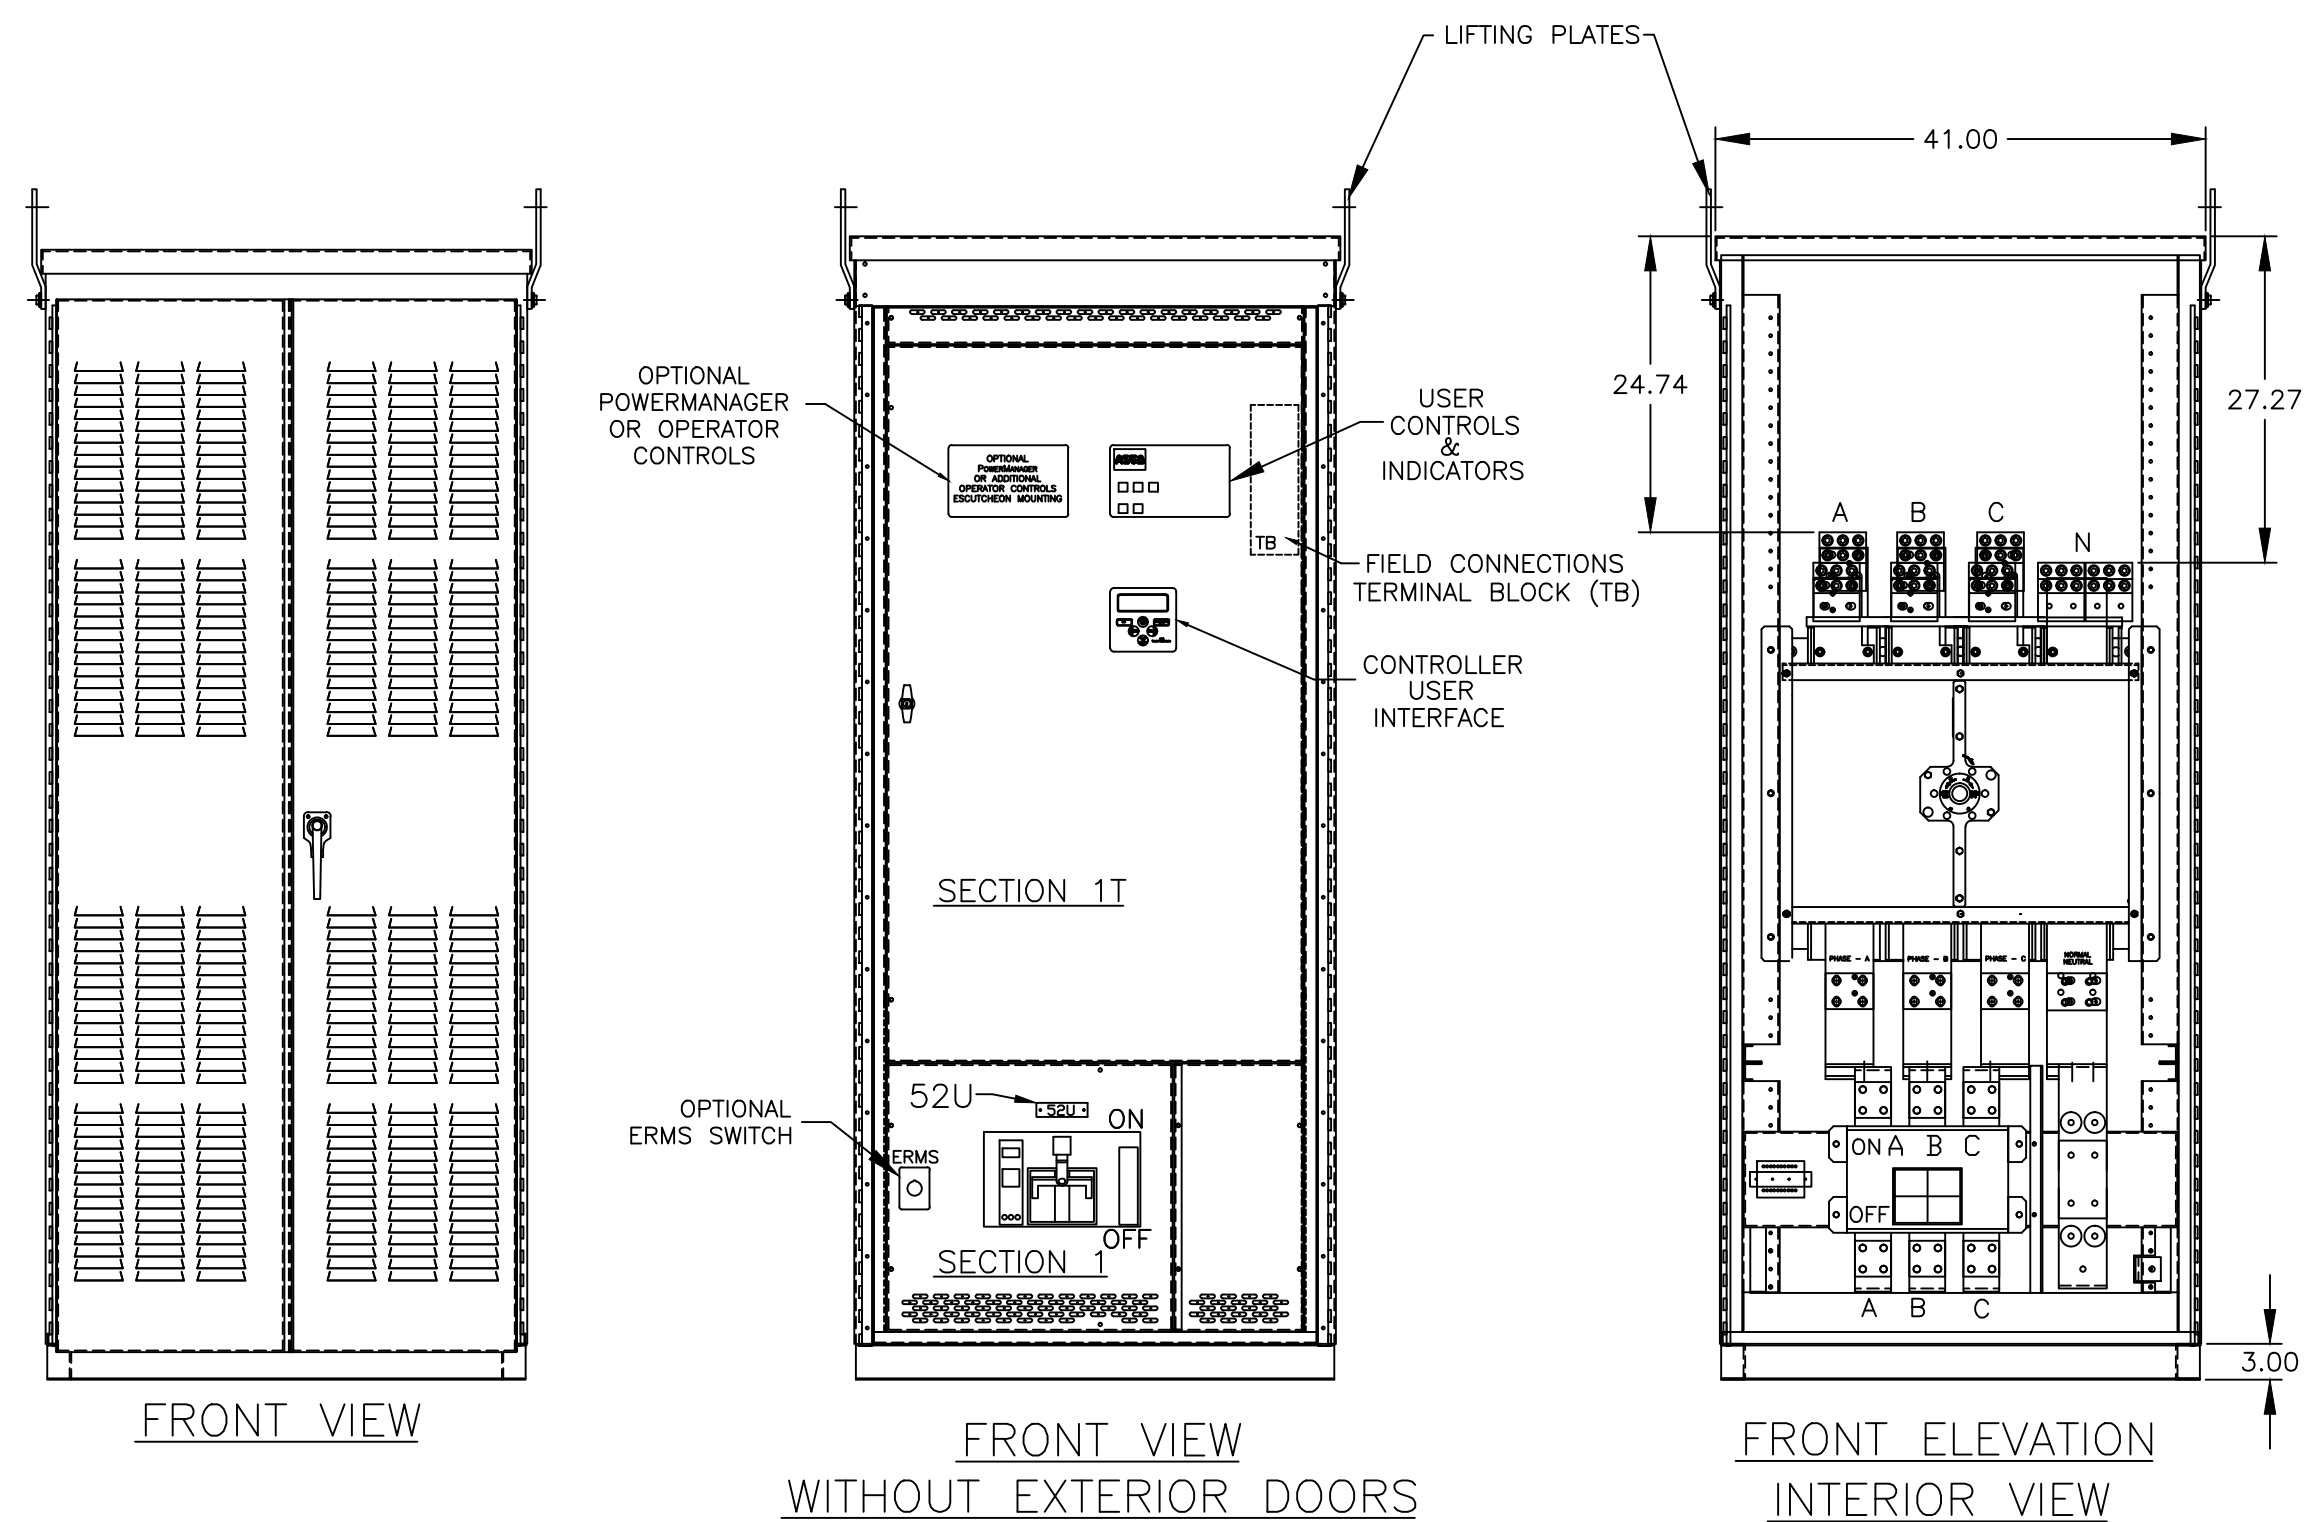 LIFTING PLATES
41.00
24.74
27.27
OPTIONAL
POWERMANAGER
OR OPERATOR
CONTROLS
OPTIONAL
POWERMANAGER
OR ADDITIONAL
OPERATOR CONTROLS
ESCUTCHEON MOUNTING
ASCO
USER
CONTROLS
&
INDICATORS
TB
FIELD CONNECTIONS
TERMINAL BLOCK (TB)
CONTROLLER
USER
INTERFACE
A B C
N
SECTION 1T
PHASE - A PHASE - B PHASE - C
NORMAL
NEUTRAL
52U
52U
ON
OPTIONAL
ERMS SWITCH
ERMS
OFF
SECTION 1
ON A B C
OFF
A B C
3.00
FRONT VIEW
FRONT VIEW
WITHOUT EXTERIOR DOORS
FRONT ELEVATION
INTERIOR VIEW